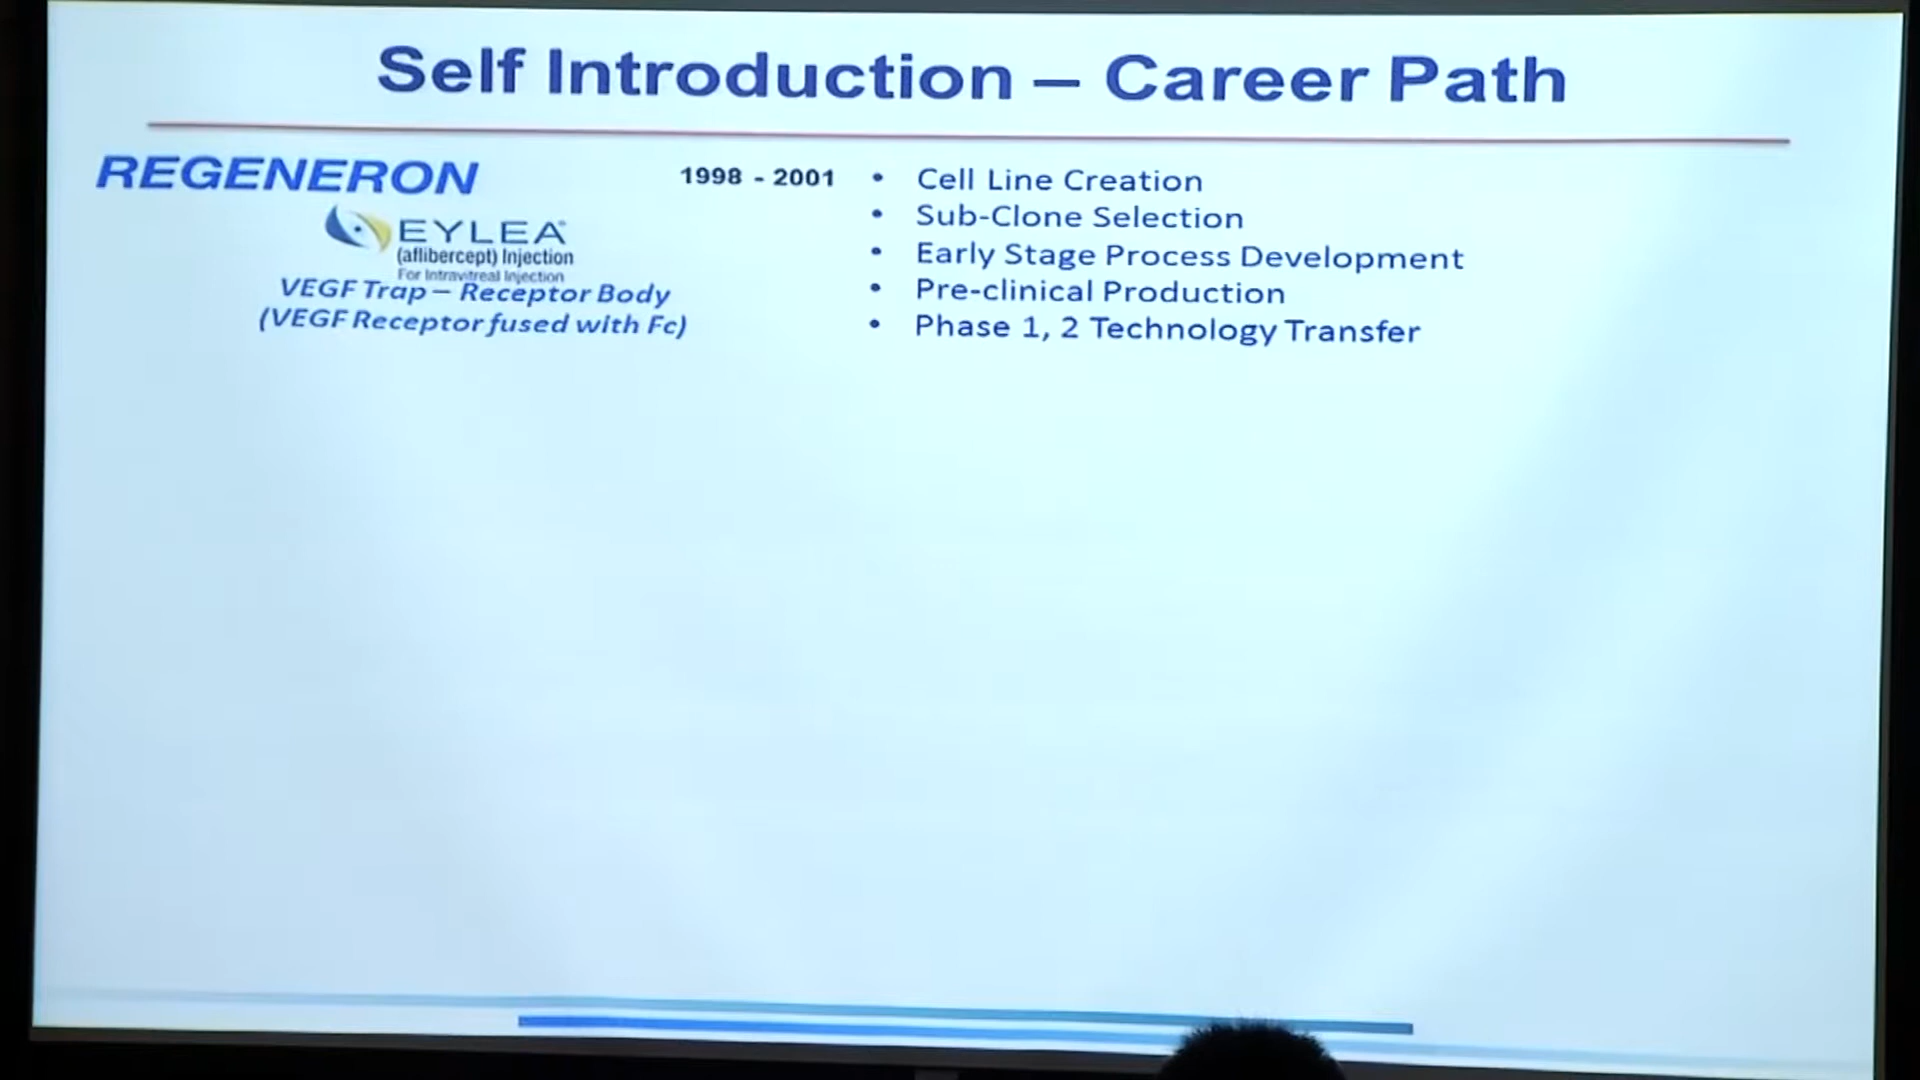 Self Introduction – Career Path
REGENERON
EYLEA®
(aflibercept) Injection
For Intravitreal Injection
VEGF Trap – Receptor Body
(VEGF Receptor fused with Fc)
1998 - 2001
• Cell Line Creation
• Sub-Clone Selection
• Early Stage Process Development
• Pre-clinical Production
• Phase 1, 2 Technology Transfer